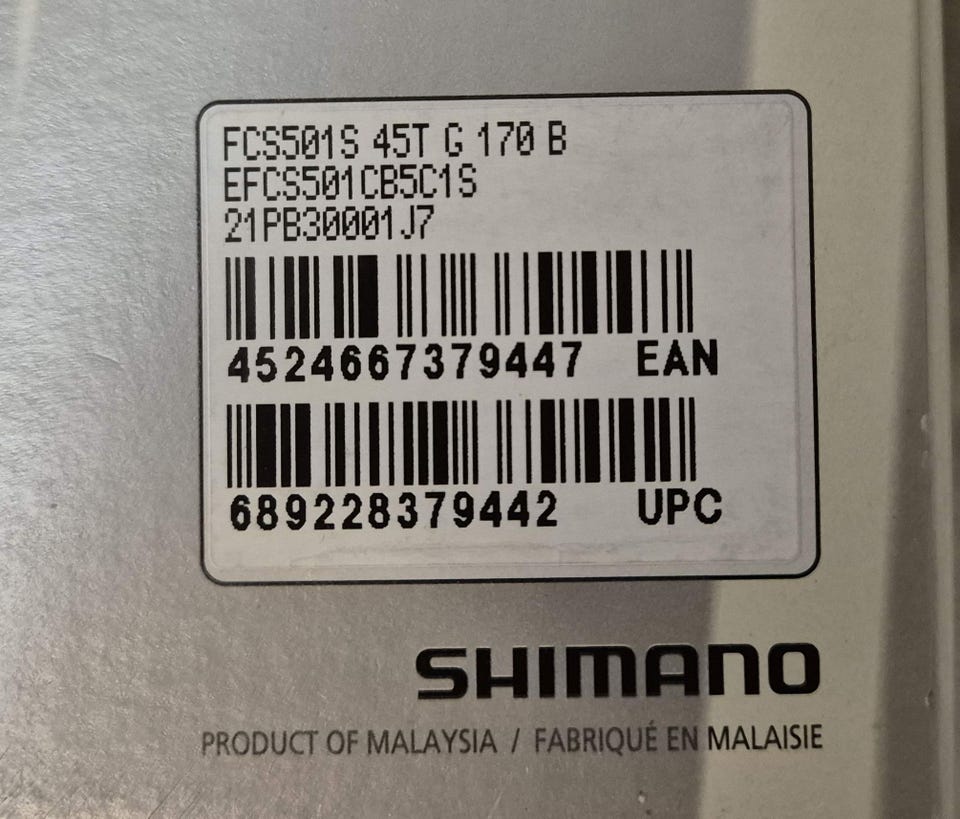 FCS501S 45T G 170 B
EFCS501CB5C1S
21PB30001J7
4524667379447 EAN
689228379442 UPC
SHIMANO
PRODUCT OF MALAYSIA / FABRIQUÉ EN MALAISIE